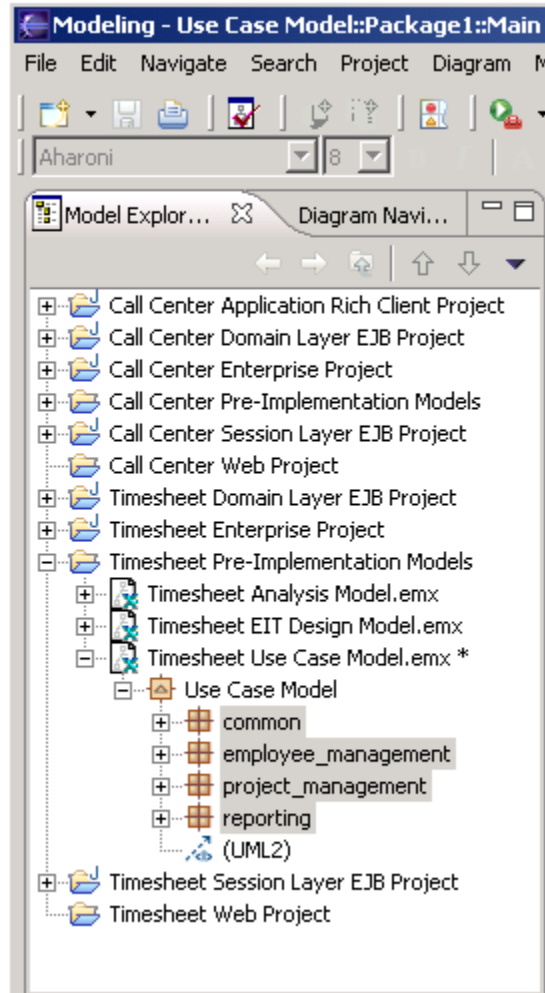 Modeling - Use Case Model::Package1::Main
File Edit Navigate Search Project Diagram
Aharoni 8
Model Explor... Diagram Navi...
Call Center Application Rich Client Project
Call Center Domain Layer EJB Project
Call Center Enterprise Project
Call Center Pre-Implementation Models
Call Center Session Layer EJB Project
Call Center Web Project
Timesheet Domain Layer EJB Project
Timesheet Enterprise Project
Timesheet Pre-Implementation Models
Timesheet Analysis Model.emx
Timesheet EIT Design Model.emx
Timesheet Use Case Model.emx *
Use Case Model
common
employee_management
project_management
reporting
(UML2)
Timesheet Session Layer EJB Project
Timesheet Web Project